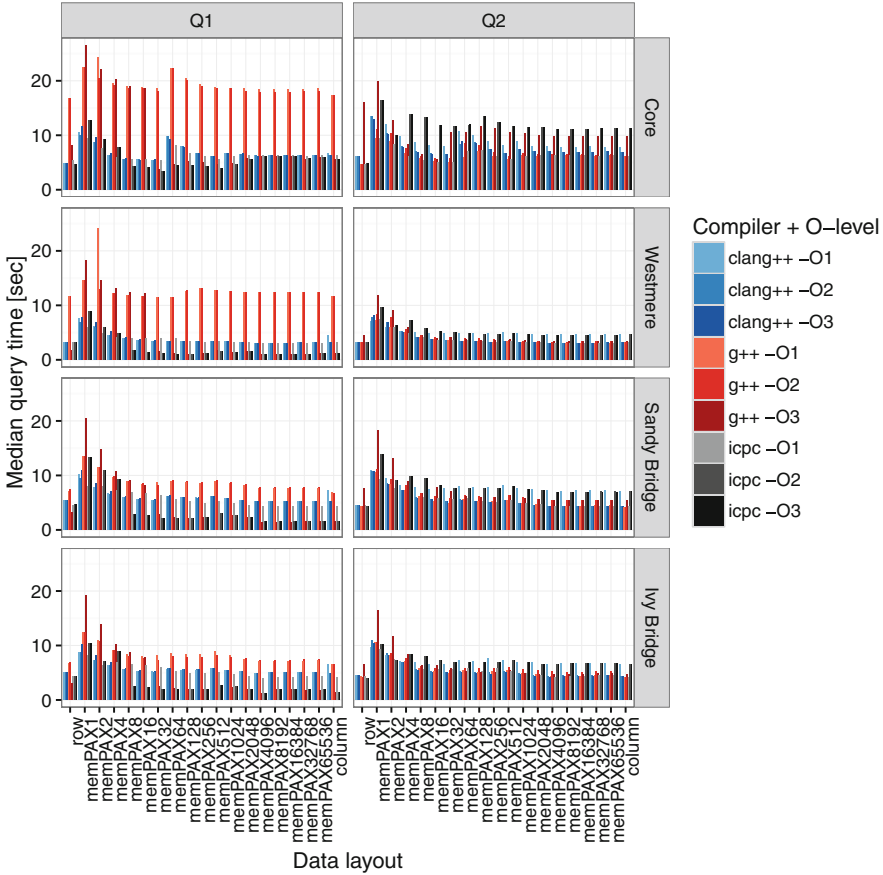 Q1
Q2
20
10
0
Core
20
10
0
Westmere
20
10
0
Sandy Bridge
20
10
0
Ivy Bridge
Median query time [sec]
row
memPAX1
memPAX2
memPAX4
memPAX8
memPAX16
memPAX32
memPAX64
memPAX128
memPAX256
memPAX512
memPAX1024
memPAX2048
memPAX4096
memPAX8192
memPAX16384
memPAX32768
memPAX65536
column
row
memPAX1
memPAX2
memPAX4
memPAX8
memPAX16
memPAX32
memPAX64
memPAX128
memPAX256
memPAX512
memPAX1024
memPAX2048
memPAX4096
memPAX8192
memPAX16384
memPAX32768
memPAX65536
column
Data layout
Compiler + O−level
clang++ −O1
clang++ −O2
clang++ −O3
g++ −O1
g++ −O2
g++ −O3
icpc −O1
icpc −O2
icpc −O3